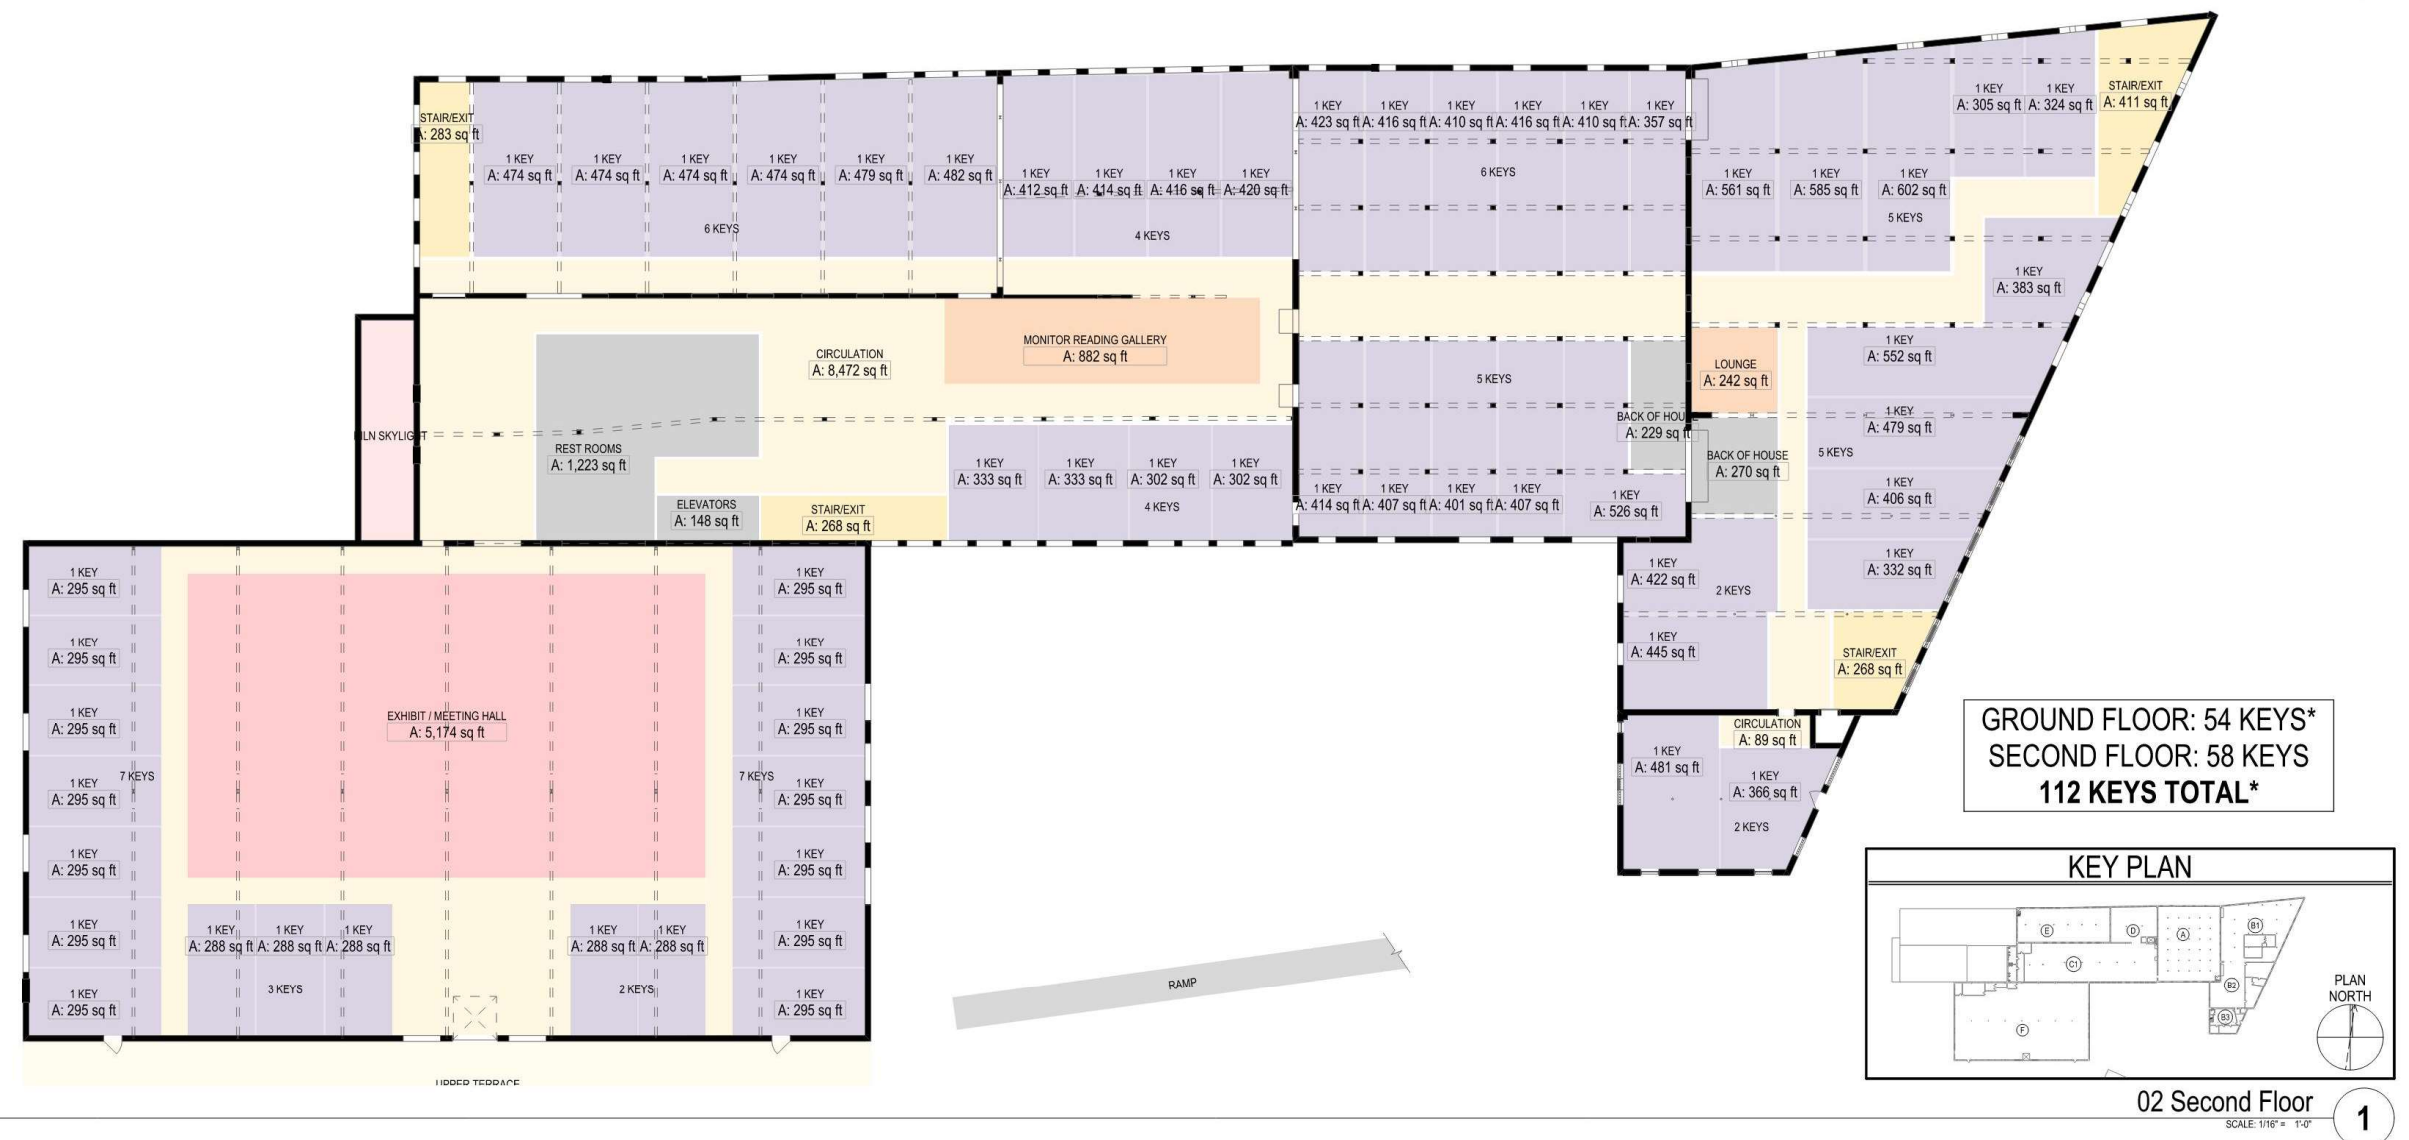 STAIR/EXIT
A: 283 sq ft
1 KEY
A: 474 sq ft
1 KEY
A: 474 sq ft
1 KEY
A: 474 sq ft
1 KEY
A: 474 sq ft
1 KEY
A: 479 sq ft
1 KEY
A: 482 sq ft
6 KEYS
1 KEY
A: 412 sq ft
1 KEY
A: 414 sq ft
1 KEY
A: 416 sq ft
1 KEY
A: 420 sq ft
4 KEYS
1 KEY
A: 423 sq ft
1 KEY
A: 416 sq ft
1 KEY
A: 410 sq ft
1 KEY
A: 416 sq ft
1 KEY
A: 410 sq ft
1 KEY
A: 357 sq ft
6 KEYS
1 KEY
A: 561 sq ft
1 KEY
A: 585 sq ft
1 KEY
A: 602 sq ft
1 KEY
A: 305 sq ft
1 KEY
A: 324 sq ft
5 KEYS
STAIR/EXIT
A: 411 sq ft
1 KEY
A: 383 sq ft
KILN SKYLIGHT
REST ROOMS
A: 1,223 sq ft
CIRCULATION
A: 8,472 sq ft
MONITOR READING GALLERY
A: 882 sq ft
ELEVATORS
A: 148 sq ft
STAIR/EXIT
A: 268 sq ft
1 KEY
A: 333 sq ft
1 KEY
A: 333 sq ft
1 KEY
A: 302 sq ft
1 KEY
A: 302 sq ft
4 KEYS
5 KEYS
1 KEY
A: 414 sq ft
1 KEY
A: 407 sq ft
1 KEY
A: 401 sq ft
1 KEY
A: 407 sq ft
1 KEY
A: 526 sq ft
BACK OF HOUSE
A: 229 sq ft
LOUNGE
A: 242 sq ft
BACK OF HOUSE
A: 270 sq ft
1 KEY
A: 552 sq ft
1 KEY
A: 479 sq ft
5 KEYS
1 KEY
A: 406 sq ft
1 KEY
A: 332 sq ft
1 KEY
A: 422 sq ft
2 KEYS
1 KEY
A: 445 sq ft
STAIR/EXIT
A: 268 sq ft
CIRCULATION
A: 89 sq ft
1 KEY
A: 481 sq ft
1 KEY
A: 366 sq ft
2 KEYS
1 KEY
A: 295 sq ft
1 KEY
A: 295 sq ft
1 KEY
A: 295 sq ft
1 KEY
A: 295 sq ft
7 KEYS
1 KEY
A: 295 sq ft
1 KEY
A: 295 sq ft
1 KEY
A: 295 sq ft
EXHIBIT / MEETING HALL
A: 5,174 sq ft
1 KEY
A: 288 sq ft
1 KEY
A: 288 sq ft
1 KEY
A: 288 sq ft
3 KEYS
1 KEY
A: 288 sq ft
1 KEY
A: 288 sq ft
2 KEYS
1 KEY
A: 295 sq ft
1 KEY
A: 295 sq ft
1 KEY
A: 295 sq ft
7 KEYS
1 KEY
A: 295 sq ft
1 KEY
A: 295 sq ft
1 KEY
A: 295 sq ft
1 KEY
A: 295 sq ft
UPPER TERRACE
RAMP
GROUND FLOOR: 54 KEYS*
SECOND FLOOR: 58 KEYS
112 KEYS TOTAL*
KEY PLAN
E
D
A
B1
C1
B2
B3
F
PLAN
NORTH
02 Second Floor
SCALE: 1/16" = 1'-0"
1